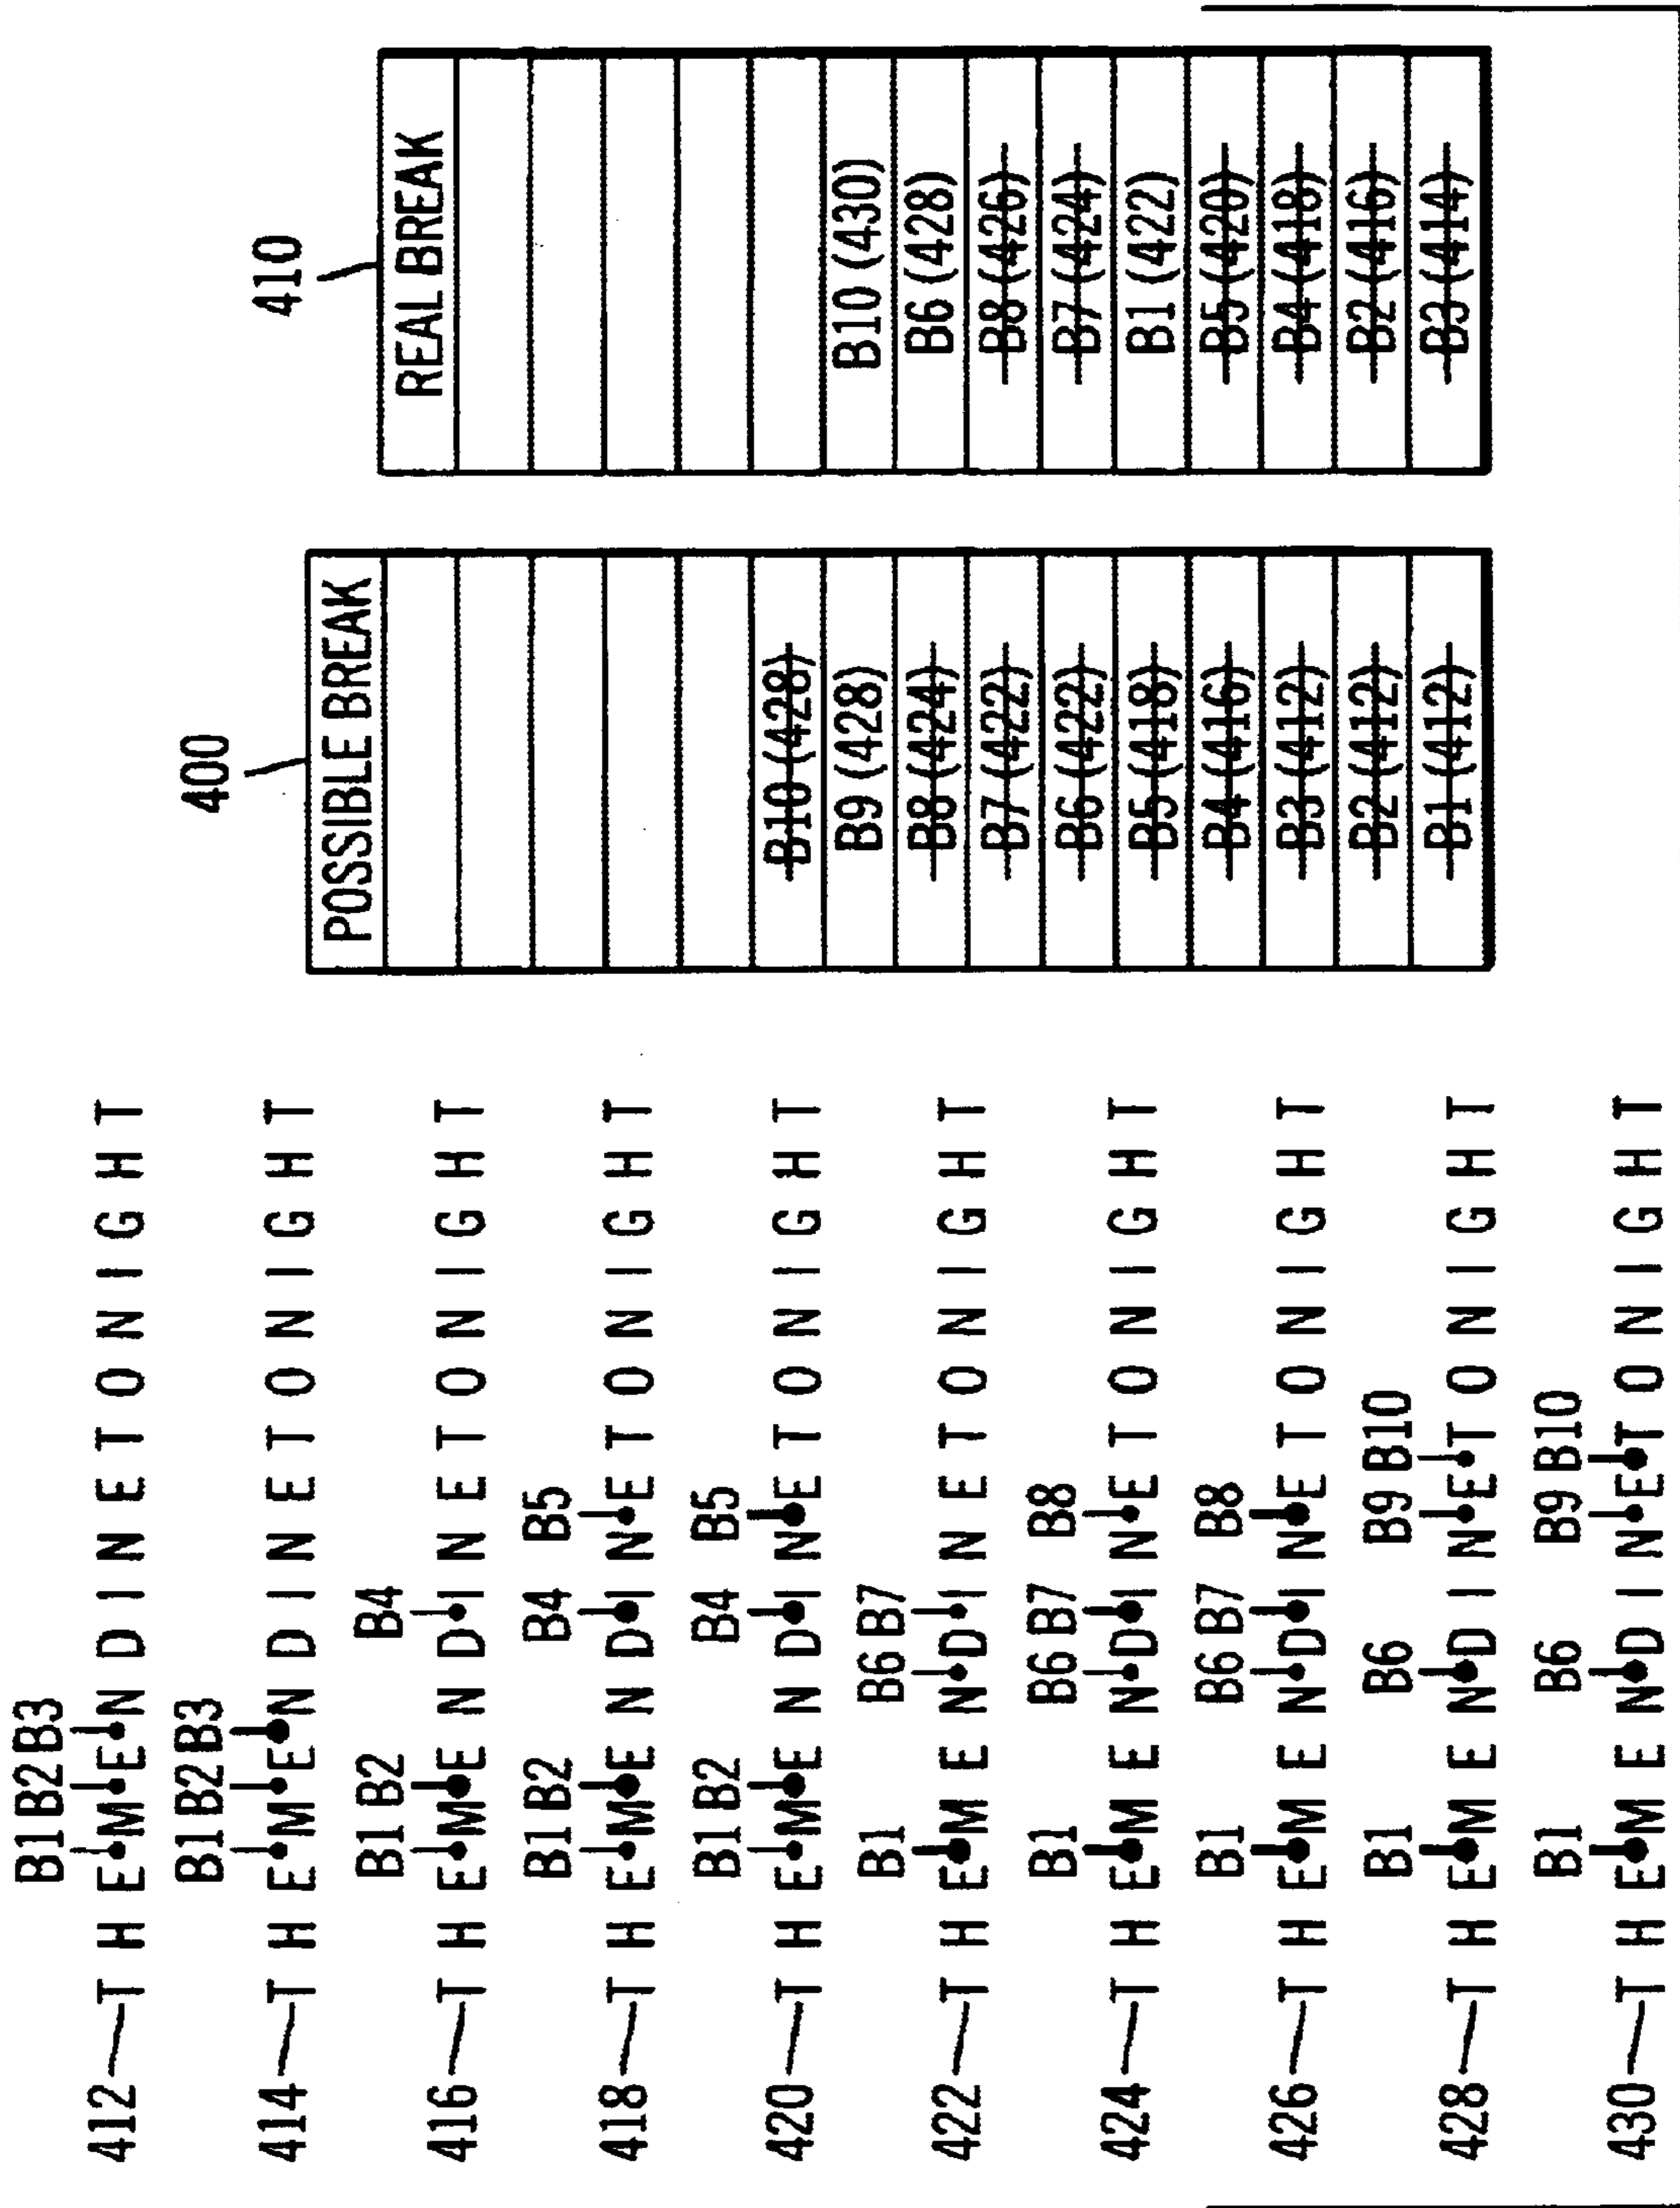 B1 B2 B3
412 T H E M E N D I N E T O N I G H T
B1 B2 B3
414 T H E M E N D I N E T O N I G H T
B1 B2 B4
416 T H E M E N D I N E T O N I G H T
B1 B2 B4 B5
418 T H E M E N D I N E T O N I G H T
B1 B2 B4 B5
420 T H E M E N D I N E T O N I G H T
B1 B6 B7
422 T H E M E N D I N E T O N I G H T
B1 B6 B7 B8
424 T H E M E N D I N E T O N I G H T
B1 B6 B7 B8
426 T H E M E N D I N E T O N I G H T
B1 B6 B9 B10
428 T H E M E N D I N E T O N I G H T
B1 B6 B9 B10
430 T H E M E N D I N E T O N I G H T
400
POSSIBLE BREAK
B10 (428)
B9 (428)
B8 (424)
B7 (422)
B6 (422)
B5 (418)
B4 (416)
B3 (412)
B2 (412)
B1 (412)
410
REAL BREAK
B10 (430)
B6 (428)
B8 (426)
B7 (424)
B1 (422)
B5 (420)
B4 (418)
B2 (416)
B3 (414)